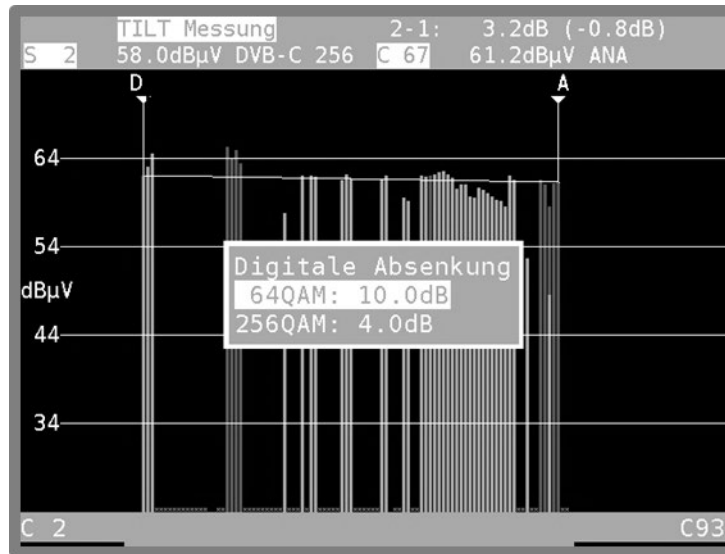 TILT Messung 2-1: 3.2dB (-0.8dB)
S 2 58.0dBµV DVB-C 256 C 67 61.2dBµV ANA
D A
64
54
Digitale Absenkung
dBµV
64QAM: 10.0dB
256QAM: 4.0dB
44
34
C 2 C93